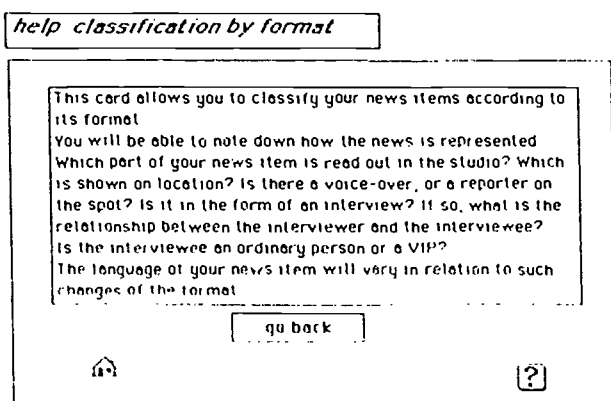 help classification by format
This card allows you to classify your news items according to
its format
You will be able to note down how the news is represented
Which part of your news item is read out in the studio? Which
is shown on location? Is there a voice-over, or a reporter on
the spot? Is it in the form of an interview? If so, what is the
relationship between the interviewer and the interviewee?
Is the interviewee an ordinary person or a VIP?
The language of your news item will vary in relation to such
changes of the format
go back
?